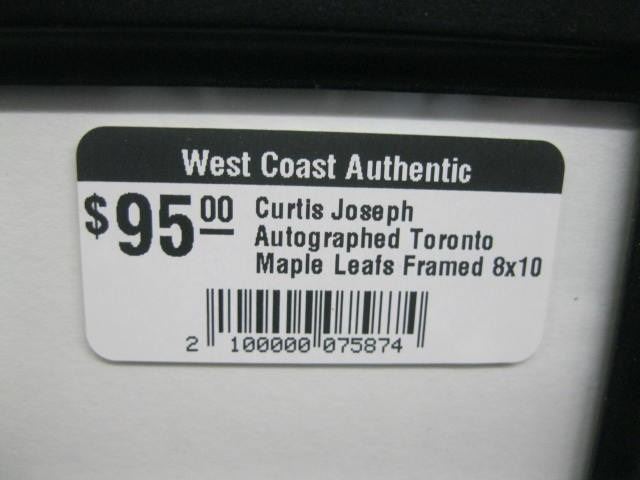 West Coast Authentic
$95.00 Curtis Joseph
Autographed Toronto
Maple Leafs Framed 8x10
2 100000 075874